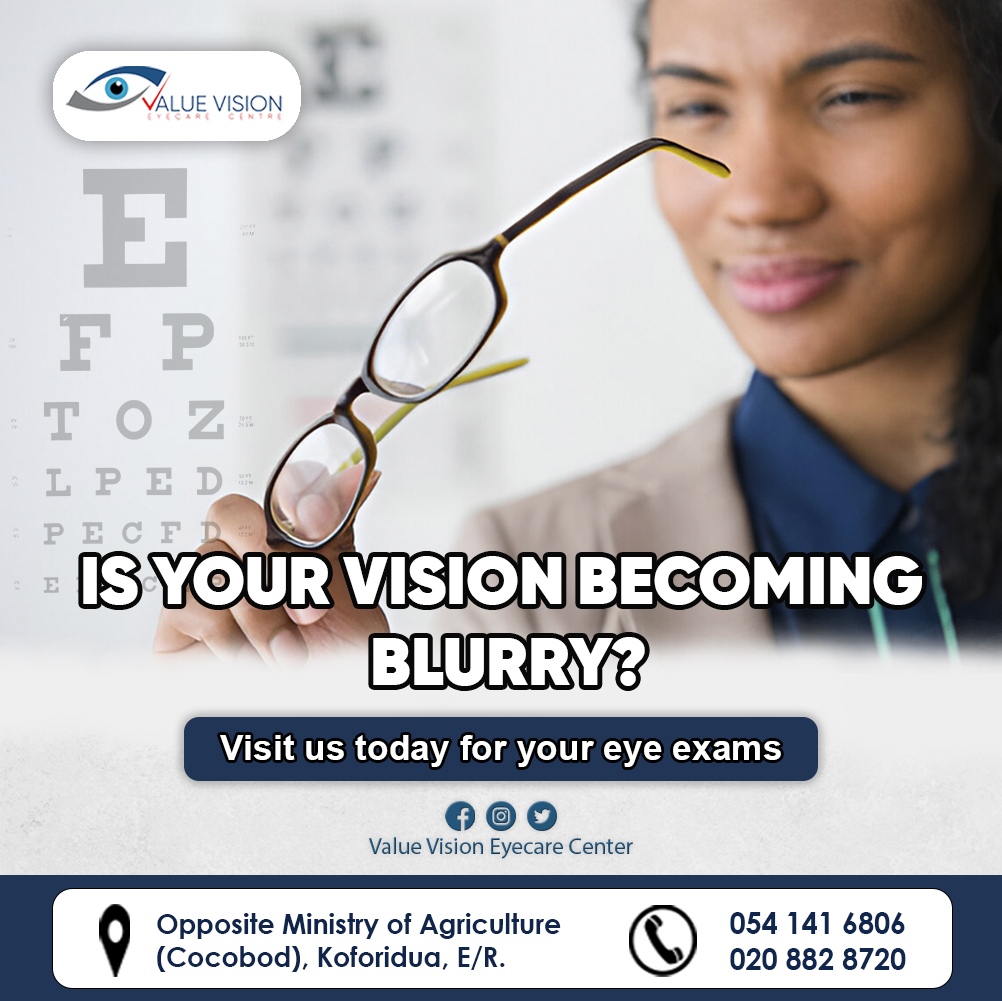 VALUE VISION
EYECARE CENTRE
E
F P
T O Z
L P E D
P E C F D
IS YOUR VISION BECOMING
BLURRY?
Visit us today for your eye exams
Value Vision Eyecare Center
Opposite Ministry of Agriculture
(Cocobod), Koforidua, E/R.
054 141 6806
020 882 8720